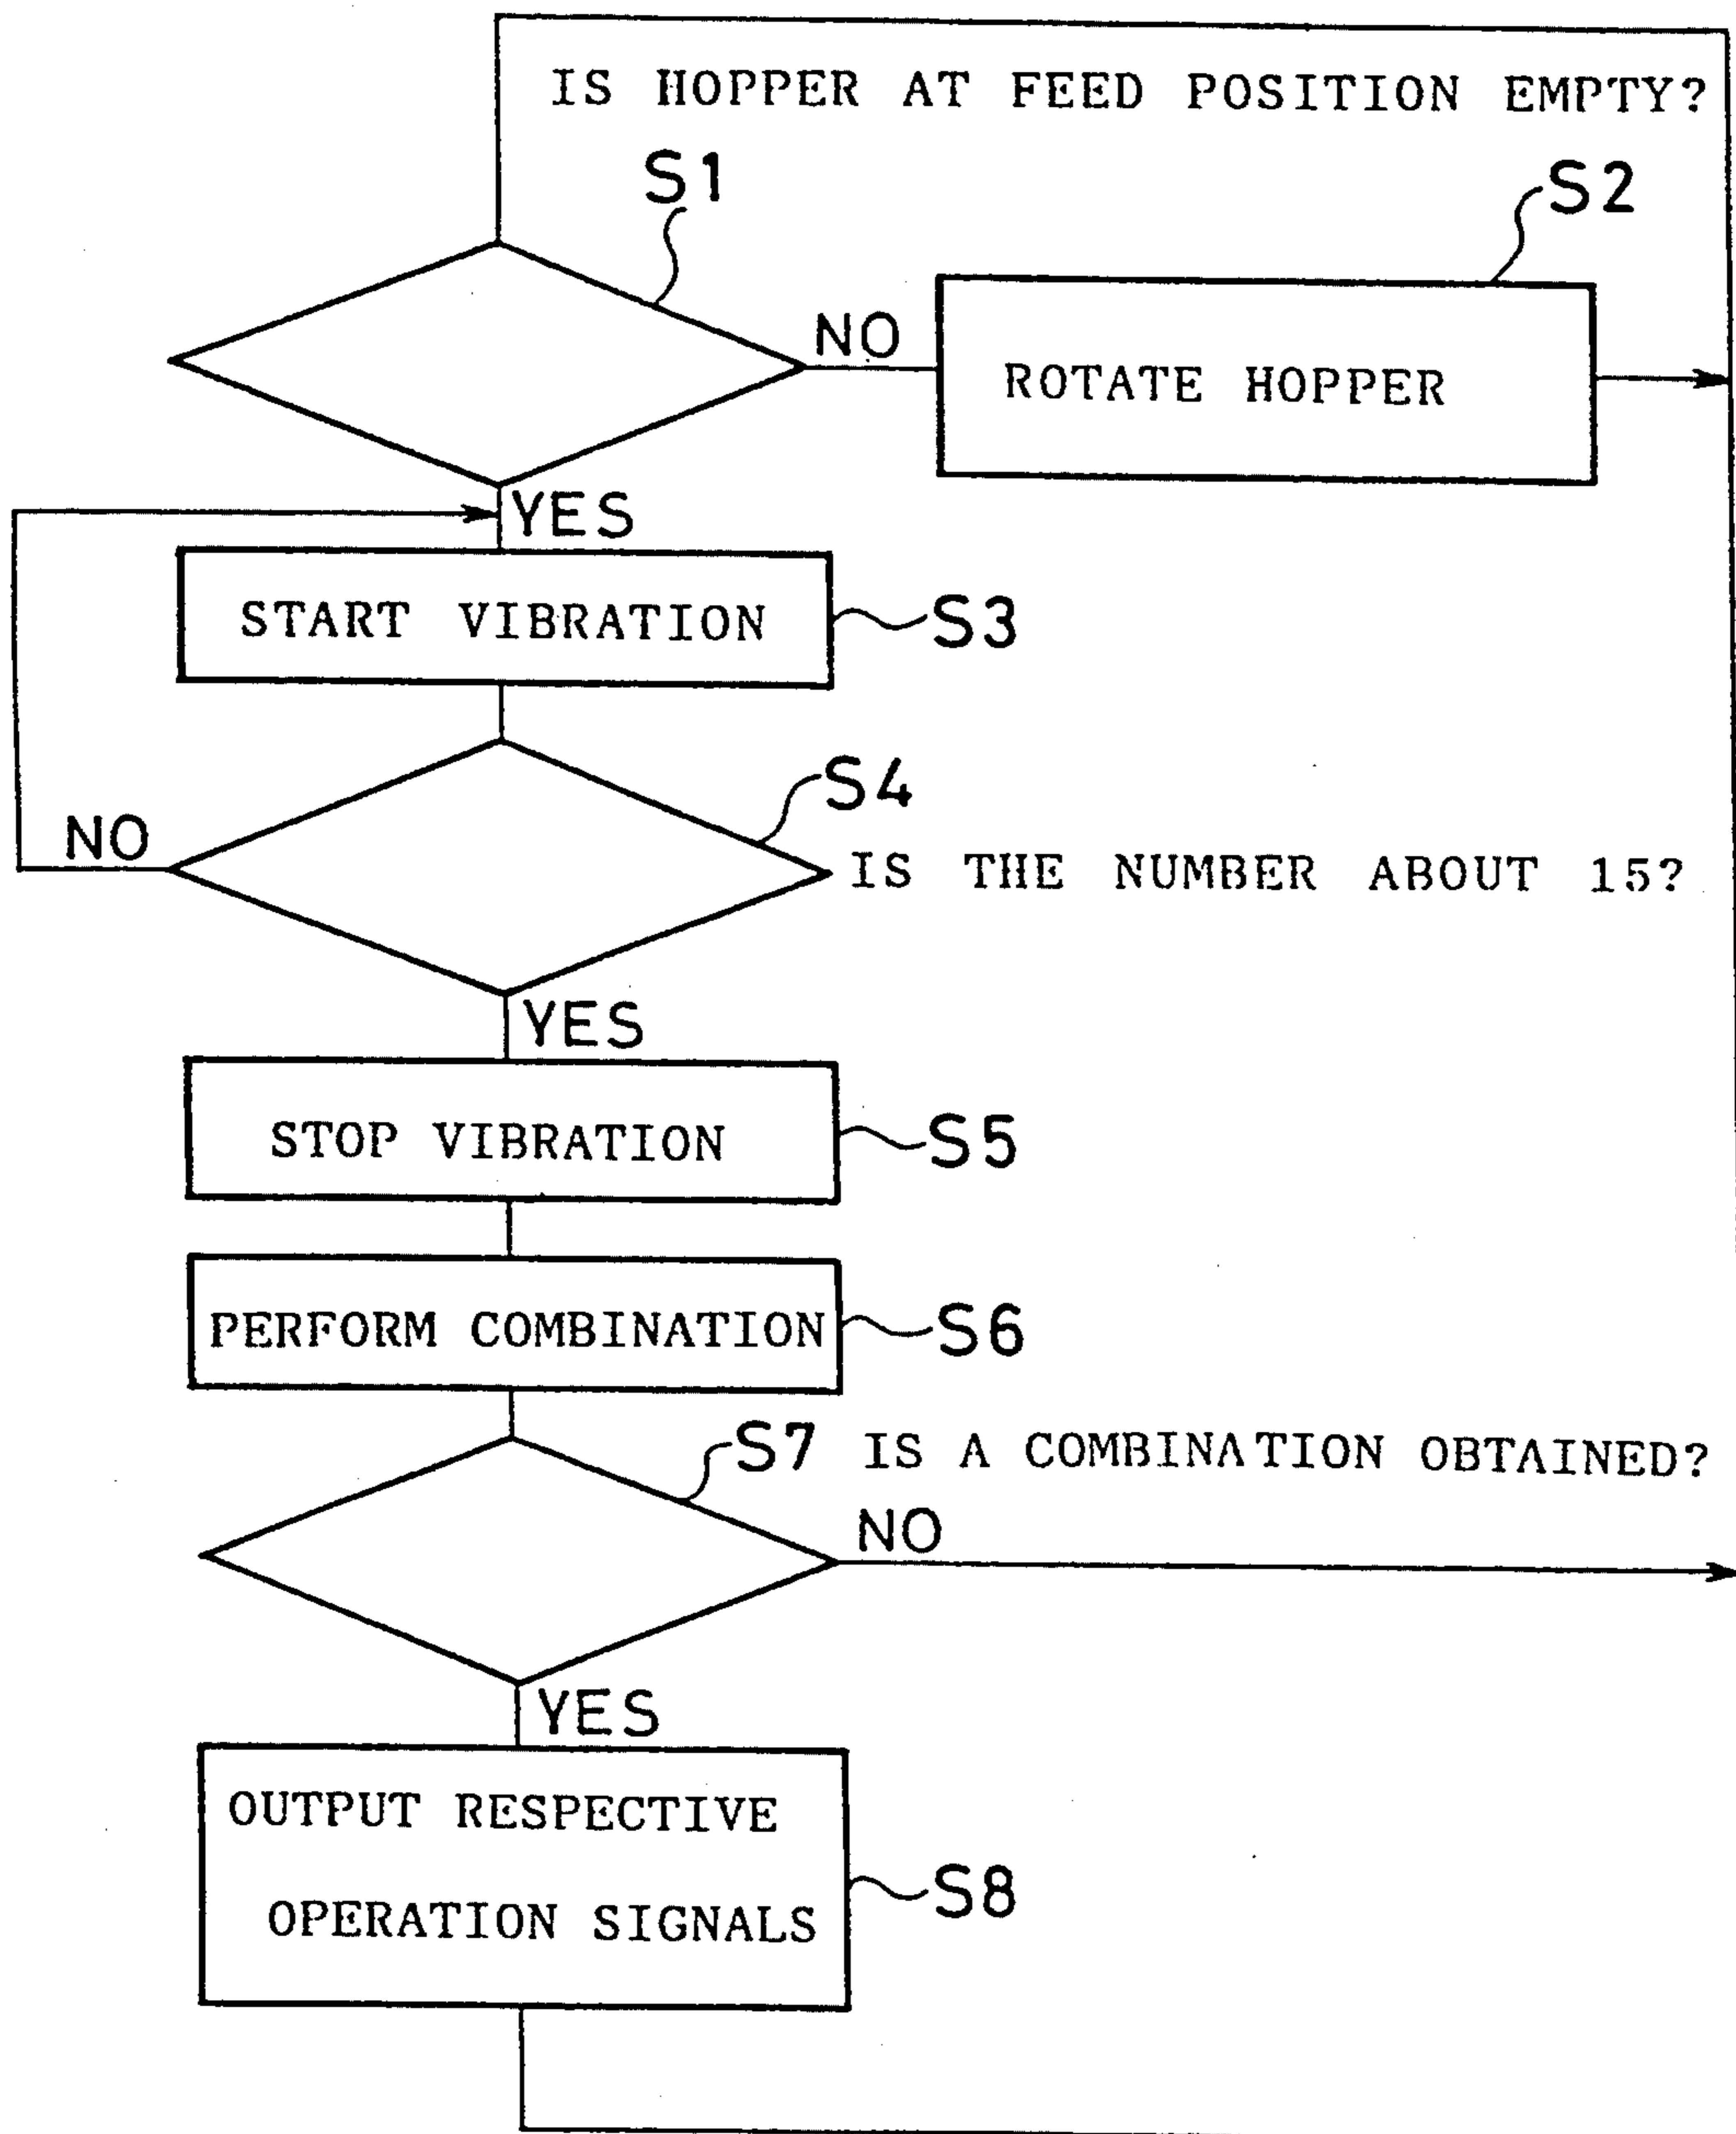 IS HOPPER AT FEED POSITION EMPTY?
S1
S2
NO
ROTATE HOPPER
YES
START VIBRATION
S3
S4
NO
IS THE NUMBER ABOUT 15?
YES
STOP VIBRATION
S5
PERFORM COMBINATION
S6
S7
IS A COMBINATION OBTAINED?
NO
YES
OUTPUT RESPECTIVE
OPERATION SIGNALS
S8